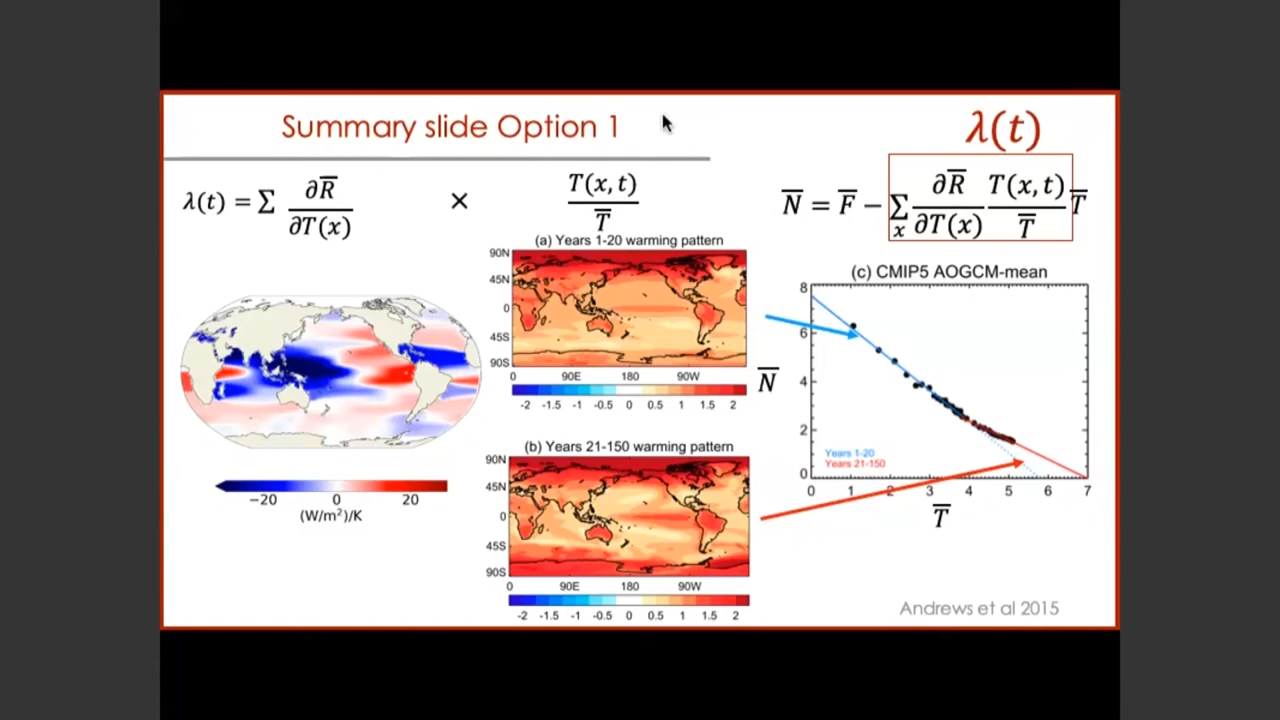 Summary slide Option 1
λ(t)
λ(t) = Σ ∂R̅/∂T(x) × T(x,t)/T̅
N̅ = F̅ − Σx ∂R̅/∂T(x) T(x,t)/T̅ T̅
(a) Years 1-20 warming pattern
90N
45N
0
45S
90S
0 90E 180 90W
-2 -1.5 -1 -0.5 0 0.5 1 1.5 2
(b) Years 21-150 warming pattern
90N
45N
0
45S
90S
0 90E 180 90W
-2 -1.5 -1 -0.5 0 0.5 1 1.5 2
−20 0 20
(W/m²)/K
(c) CMIP5 AOGCM-mean
8
6
4
2
0
N̅
Years 1-20
Years 21-150
0 1 2 3 4 5 6 7
T̅
Andrews et al 2015